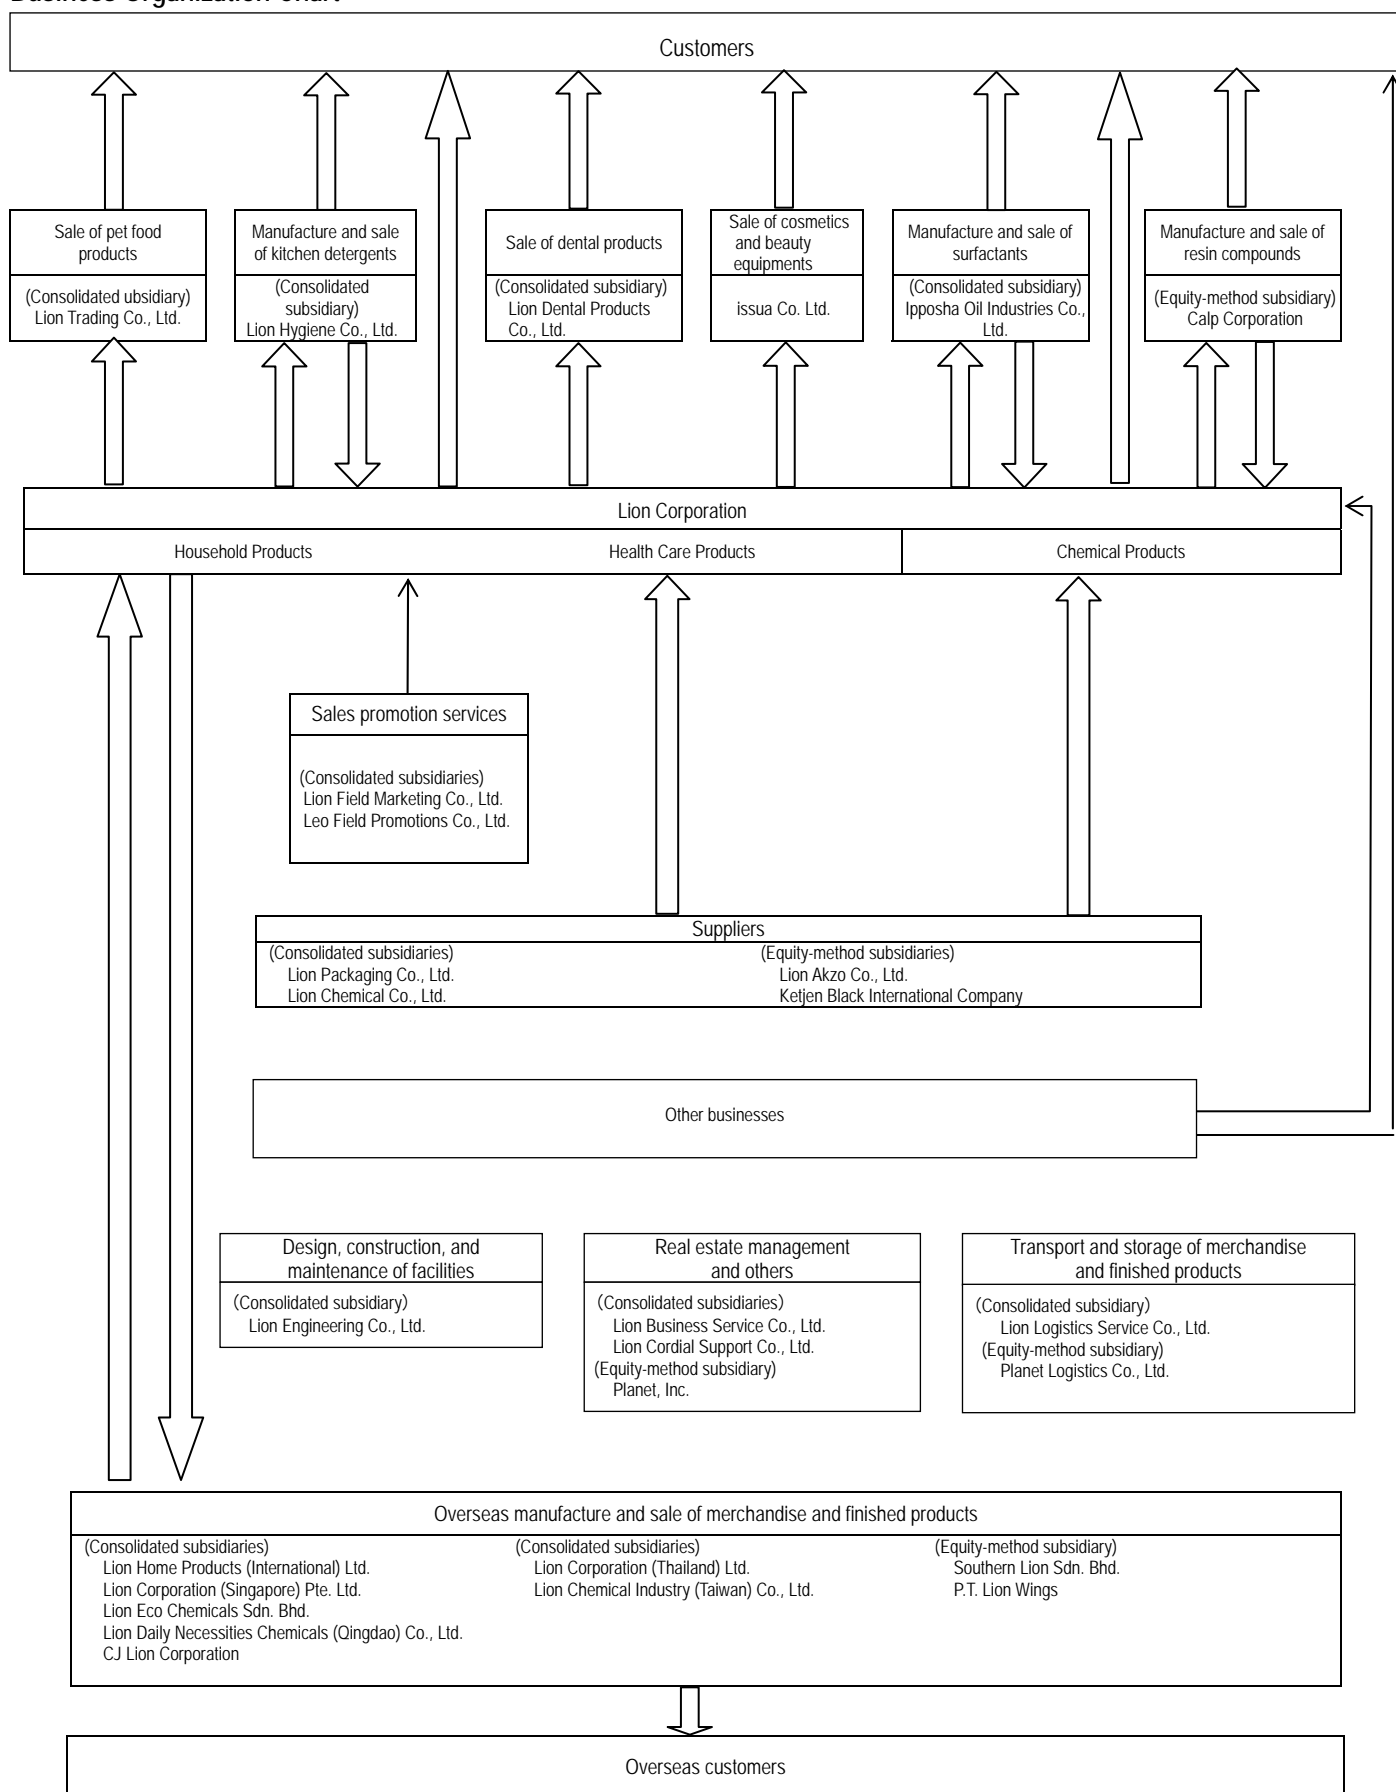 Business Organization Chart
Customers
Sale of pet food
products
(Consolidated ubsidiary)
Lion Trading Co., Ltd.
Manufacture and sale
of kitchen detergents
(Consolidated
subsidiary)
Lion Hygiene Co., Ltd.
Sale of dental products
(Consolidated subsidiary)
Lion Dental Products
Co., Ltd.
Sale of cosmetics
and beauty
equipments
issua Co. Ltd.
Manufacture and sale of
surfactants
(Consolidated subsidiary)
Ipposha Oil Industries Co.,
Ltd.
Manufacture and sale of
resin compounds
(Equity-method subsidiary)
Calp Corporation
Lion Corporation
Household Products
Health Care Products
Chemical Products
Sales promotion services
(Consolidated subsidiaries)
Lion Field Marketing Co., Ltd.
Leo Field Promotions Co., Ltd.
Suppliers
(Consolidated subsidiaries)
Lion Packaging Co., Ltd.
Lion Chemical Co., Ltd.
(Equity-method subsidiaries)
Lion Akzo Co., Ltd.
Ketjen Black International Company
Other businesses
Design, construction, and
maintenance of facilities
(Consolidated subsidiary)
Lion Engineering Co., Ltd.
Real estate management
and others
(Consolidated subsidiaries)
Lion Business Service Co., Ltd.
Lion Cordial Support Co., Ltd.
(Equity-method subsidiary)
Planet, Inc.
Transport and storage of merchandise
and finished products
(Consolidated subsidiary)
Lion Logistics Service Co., Ltd.
(Equity-method subsidiary)
Planet Logistics Co., Ltd.
Overseas manufacture and sale of merchandise and finished products
(Consolidated subsidiaries)
Lion Home Products (International) Ltd.
Lion Corporation (Singapore) Pte. Ltd.
Lion Eco Chemicals Sdn. Bhd.
Lion Daily Necessities Chemicals (Qingdao) Co., Ltd.
CJ Lion Corporation
(Consolidated subsidiaries)
Lion Corporation (Thailand) Ltd.
Lion Chemical Industry (Taiwan) Co., Ltd.
(Equity-method subsidiary)
Southern Lion Sdn. Bhd.
P.T. Lion Wings
Overseas customers